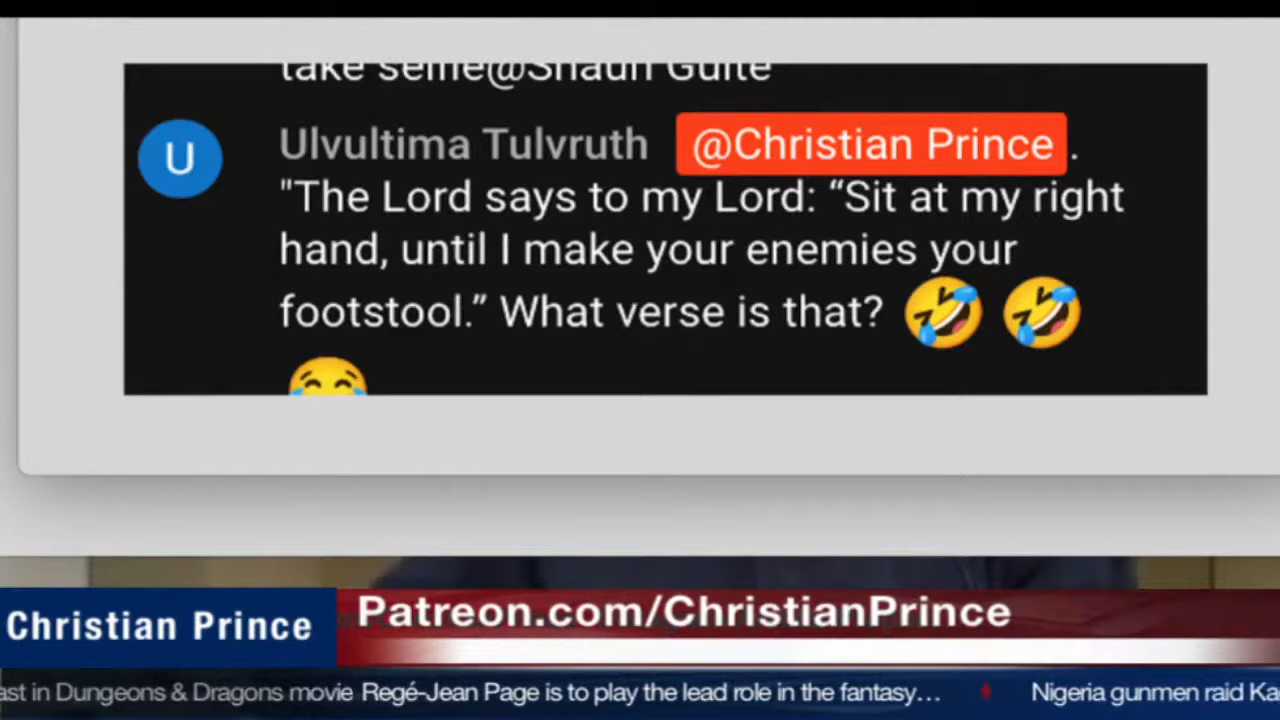 take selfie@Shaun Guite
U
Ulvultima Tulvruth @Christian Prince.
"The Lord says to my Lord: “Sit at my right
hand, until I make your enemies your
footstool.” What verse is that?
Christian Prince
Patreon.com/ChristianPrince
ast in Dungeons & Dragons movie Regé-Jean Page is to play the lead role in the fantasy… Nigeria gunmen raid Ka